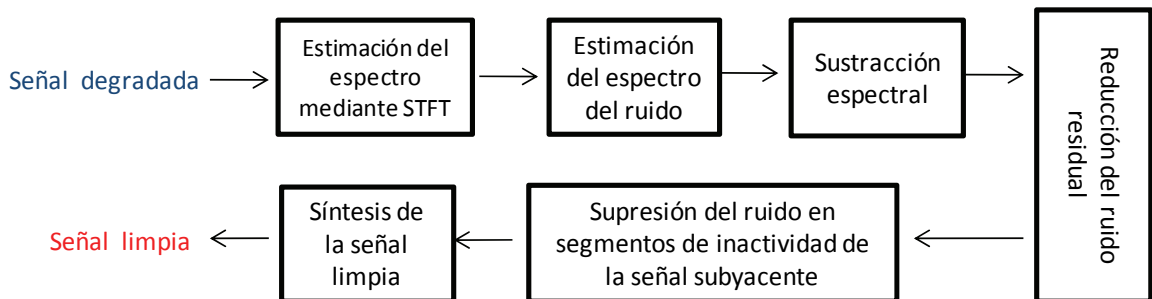 Señal degradada
Estimación del
espectro
mediante STFT
Estimación
del espectro
del ruido
Sustracción
espectral
Reducción del ruido
residual
Supresión del ruido en
segmentos de inactividad de
la señal subyacente
Síntesis de
la señal
limpia
Señal limpia